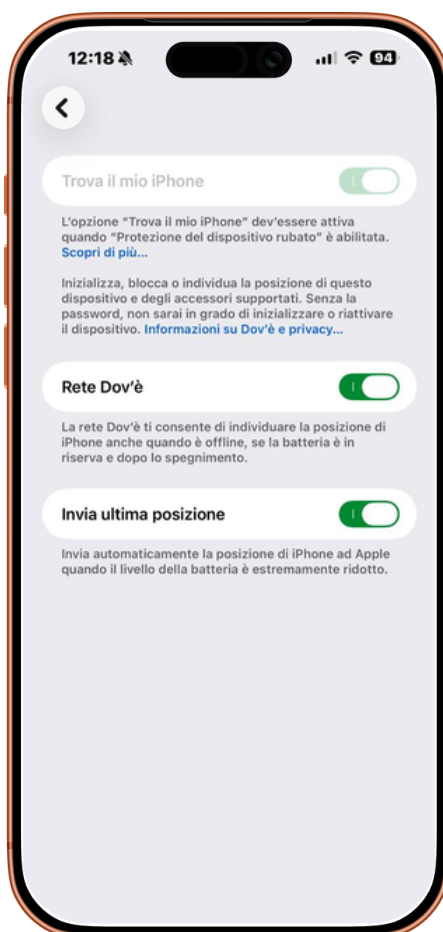 12:18
94
Trova il mio iPhone
L'opzione “Trova il mio iPhone” dev'essere attiva
quando “Protezione del dispositivo rubato” è abilitata.
Scopri di più...
Inizializza, blocca o individua la posizione di questo
dispositivo e degli accessori supportati. Senza la
password, non sarai in grado di inizializzare o riattivare
il dispositivo. Informazioni su Dov'è e privacy...
Rete Dov'è
La rete Dov'è ti consente di individuare la posizione di
iPhone anche quando è offline, se la batteria è in
riserva e dopo lo spegnimento.
Invia ultima posizione
Invia automaticamente la posizione di iPhone ad Apple
quando il livello della batteria è estremamente ridotto.